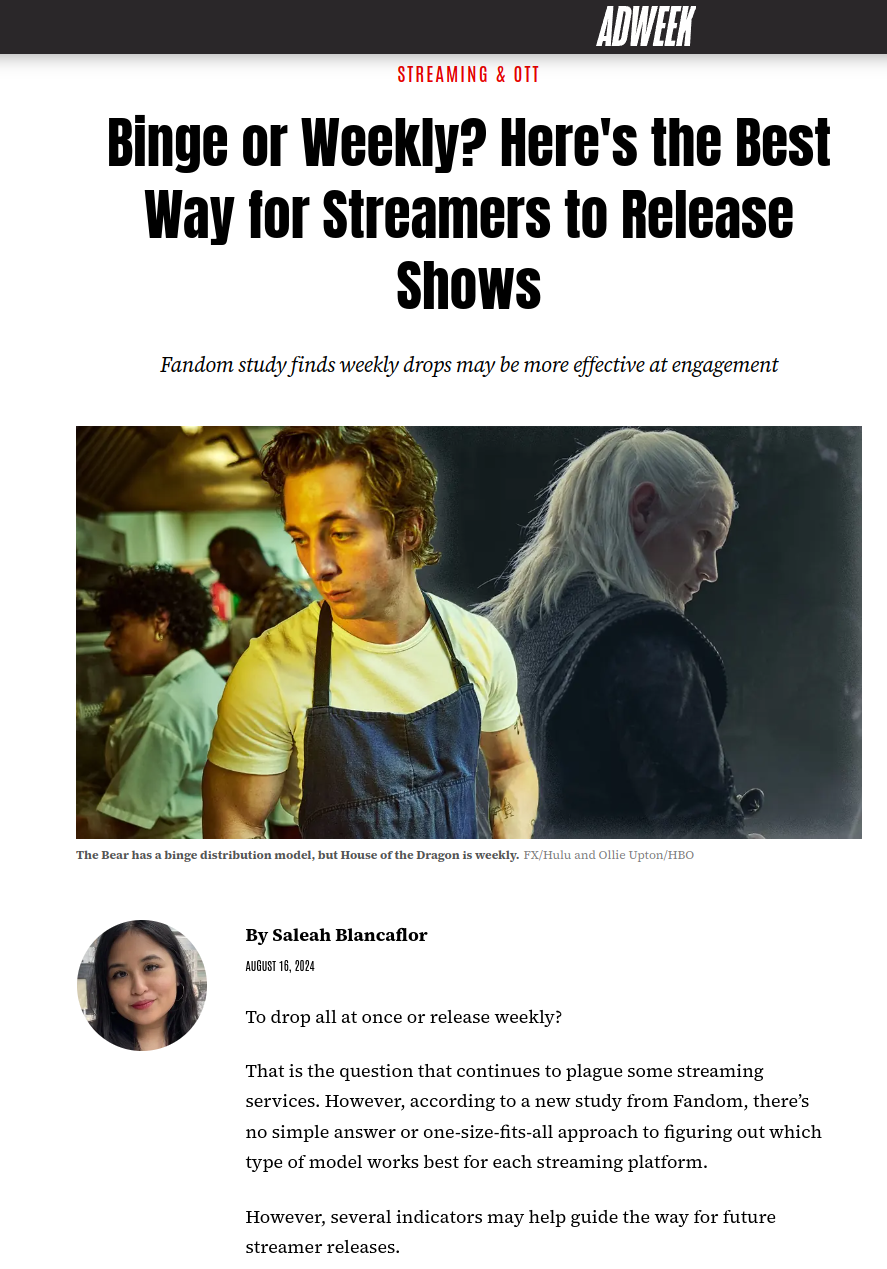 ADWEEK
STREAMING & OTT
Binge or Weekly? Here's the Best
Way for Streamers to Release
Shows
Fandom study finds weekly drops may be more effective at engagement
The Bear has a binge distribution model, but House of the Dragon is weekly. FX/Hulu and Ollie Upton/HBO
By Saleah Blancaflor
AUGUST 16, 2024
To drop all at once or release weekly?
That is the question that continues to plague some streaming
services. However, according to a new study from Fandom, there’s
no simple answer or one-size-fits-all approach to figuring out which
type of model works best for each streaming platform.
However, several indicators may help guide the way for future
streamer releases.